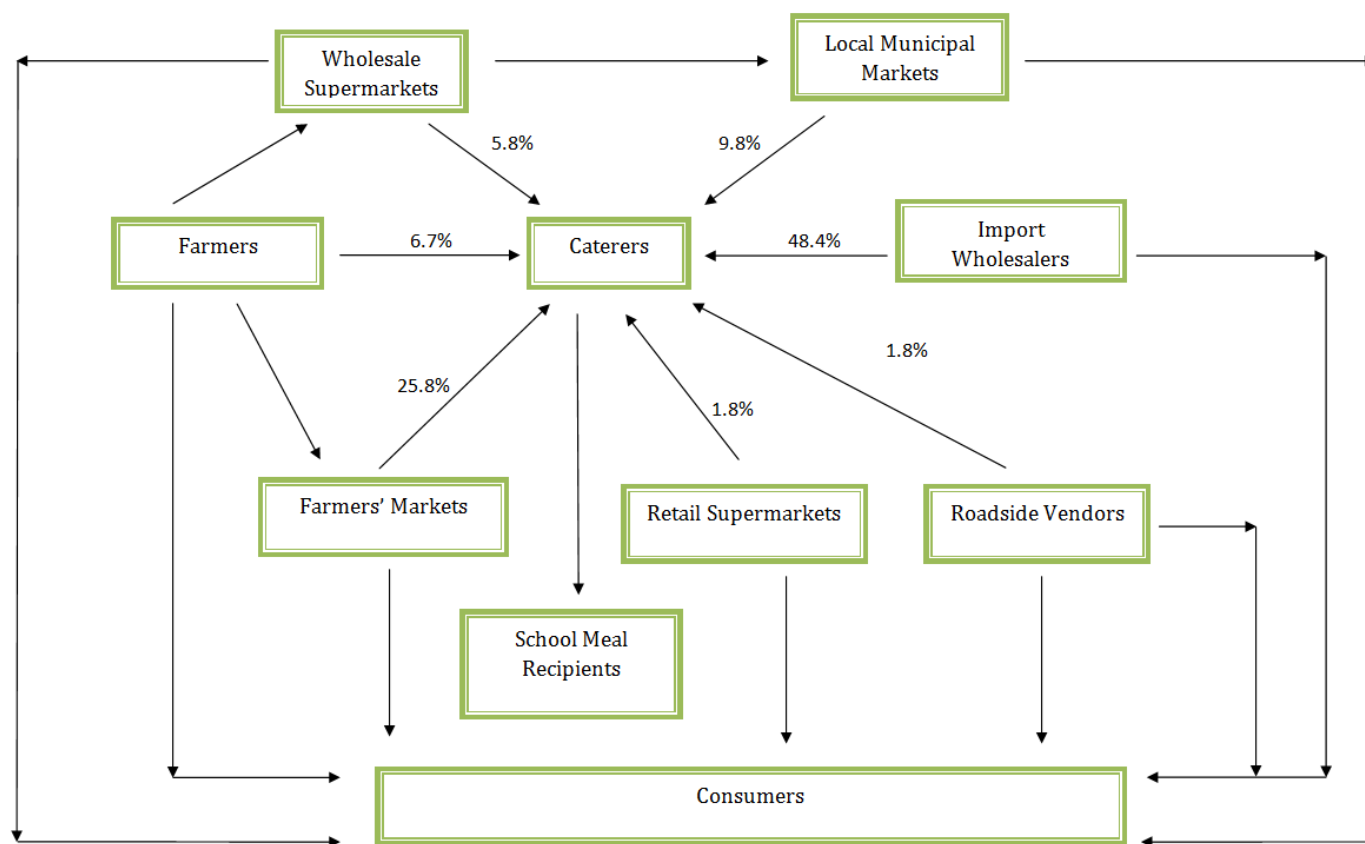 Wholesale
Supermarkets
Local Municipal
Markets
5.8%
9.8%
Farmers
6.7%
Caterers
48.4%
Import
Wholesalers
25.8%
1.8%
1.8%
Farmers’ Markets
Retail Supermarkets
Roadside Vendors
School Meal
Recipients
Consumers